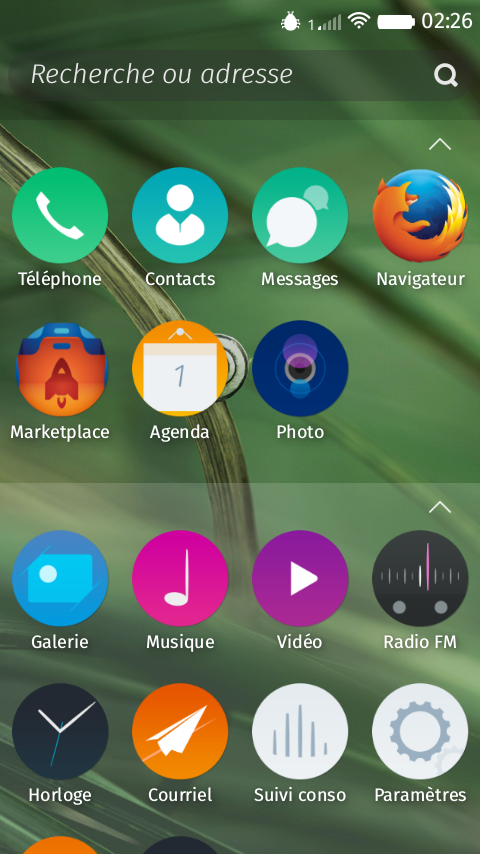 1 02:26
Recherche ou adresse
Téléphone Contacts Messages Navigateur
1
Marketplace Agenda Photo
Galerie Musique Vidéo Radio FM
Horloge Courriel Suivi conso Paramètres